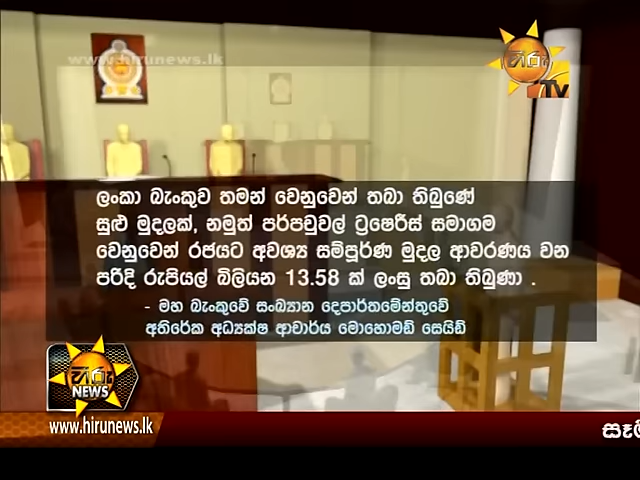 www.hirunews.lk
හිරු
TV
ලංකා බැංකුව තමන් වෙනුවෙන් තබා තිබුණේ
සුළු මුදලක්, නමුත් පර්පචුවල් ට්‍රෂෙරීස් සමාගම
වෙනුවෙන් රජයට අවශ්‍ය සම්පූර්ණ මුදල ආවරණය වන
පරිදි රුපියල් බිලියන 13.58 ක් ලංසු තබා තිබුණා .
- මහ බැංකුවේ සංඛ්‍යාන දෙපාර්තමේන්තුවේ
අතිරේක අධ්‍යක්ෂ ආචාර්ය මොහොමඩ් සෙයිඩ්
හිරු
NEWS
www.hirunews.lk